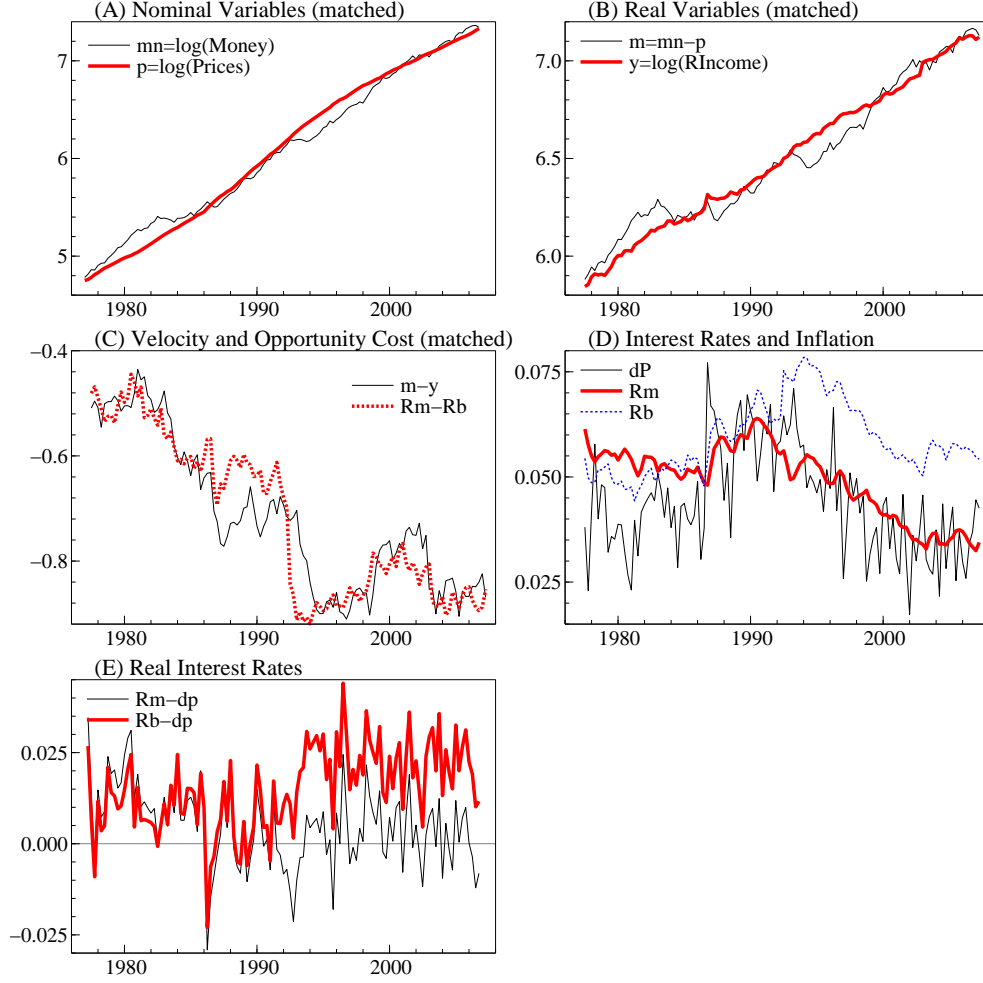 (A) Nominal Variables (matched)
mn=log(Money)
p=log(Prices)
7
6
5
1980 1990 2000
(B) Real Variables (matched)
m=mn−p
y=log(RIncome)
7.0
6.5
6.0
1980 1990 2000
(C) Velocity and Opportunity Cost (matched)
m−y
Rm−Rb
−0.4
−0.6
−0.8
1980 1990 2000
(D) Interest Rates and Inflation
dP
Rm
Rb
0.075
0.050
0.025
1980 1990 2000
(E) Real Interest Rates
Rm−dp
Rb−dp
0.025
0.000
−0.025
1980 1990 2000